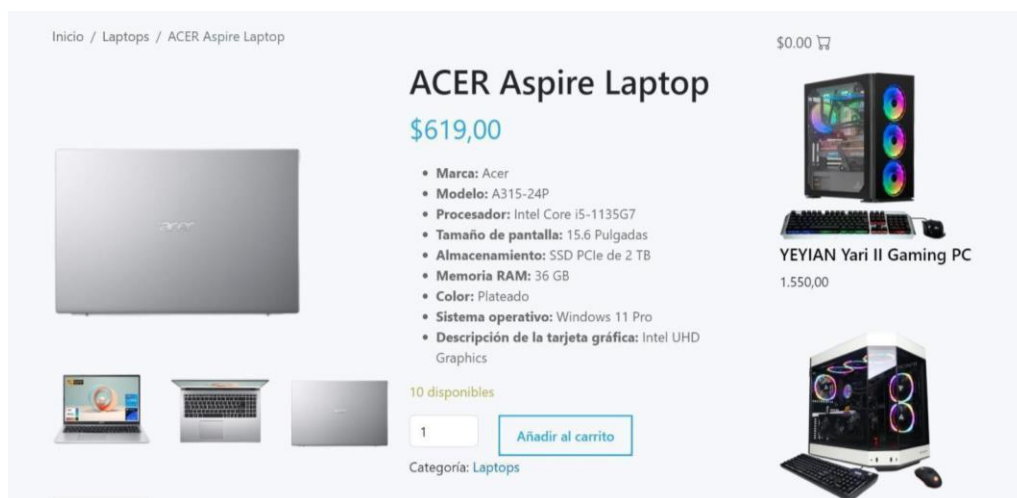 Inicio / Laptops / ACER Aspire Laptop
$0.00
ACER Aspire Laptop
$619,00
Marca: Acer
Modelo: A315-24P
Procesador: Intel Core i5-1135G7
Tamaño de pantalla: 15.6 Pulgadas
Almacenamiento: SSD PCIe de 2 TB
Memoria RAM: 36 GB
Color: Plateado
Sistema operativo: Windows 11 Pro
Descripción de la tarjeta gráfica: Intel UHD
Graphics
10 disponibles
1
Añadir al carrito
Categoría: Laptops
acer
YEYIAN Yari II Gaming PC
1.550,00